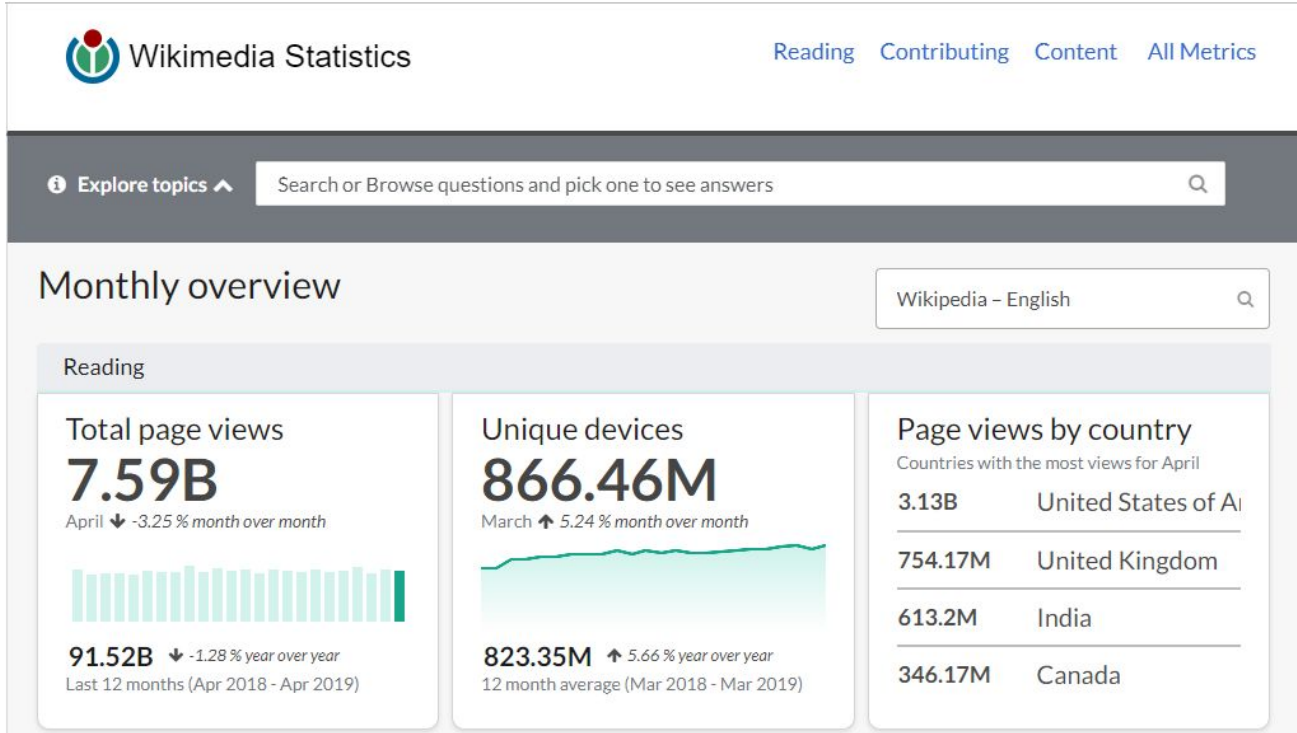 Wikimedia Statistics
Reading Contributing Content All Metrics
Explore topics
Search or Browse questions and pick one to see answers
Monthly overview
Wikipedia – English
Reading
Total page views
7.59B
April -3.25 % month over month
91.52B -1.28 % year over year
Last 12 months (Apr 2018 - Apr 2019)
Unique devices
866.46M
March 5.24 % month over month
823.35M 5.66 % year over year
12 month average (Mar 2018 - Mar 2019)
Page views by country
Countries with the most views for April
3.13B United States of
754.17M United Kingdom
613.2M India
346.17M Canada